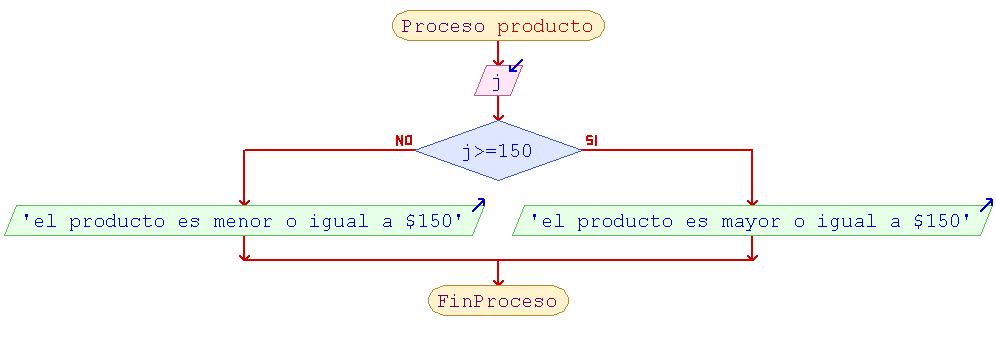 Proceso producto
j
NO
j>=150
SI
'el producto es menor o igual a $150'
'el producto es mayor o igual a $150'
FinProceso